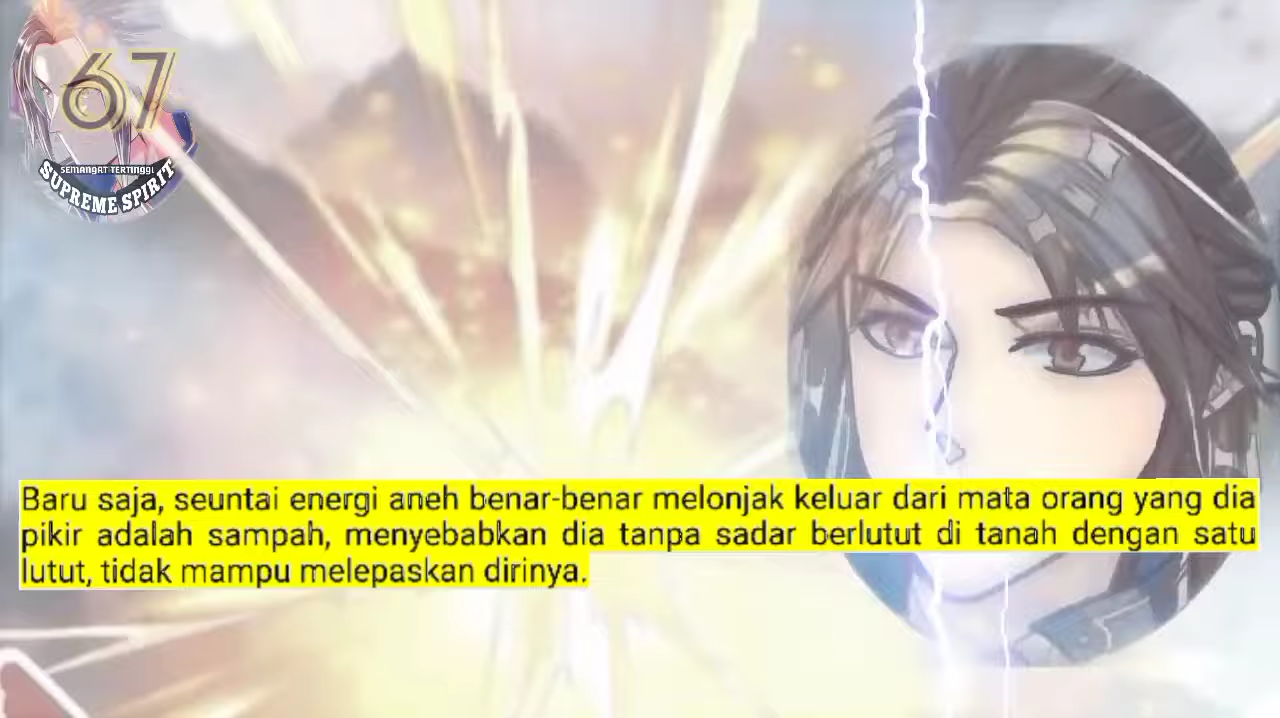 67
SEMANGAT TERTINGGI
SUPREME SPIRIT
Baru saja, seuntai energi aneh benar-benar melonjak keluar dari mata orang yang dia
pikir adalah sampah, menyebabkan dia tanpa sadar berlutut di tanah dengan satu
lutut, tidak mampu melepaskan dirinya.